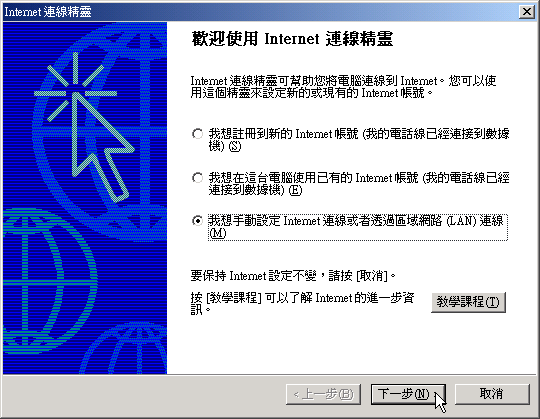 Internet 連線精靈
歡迎使用 Internet 連線精靈
Internet 連線精靈可幫助您將電腦連線到 Internet。您可以使
用這個精靈來設定新的或現有的 Internet 帳號。
我想註冊到新的 Internet 帳號 (我的電話線已經連接到數據
機) (S)
我想在這台電腦使用已有的 Internet 帳號 (我的電話線已經
連接到數據機) (E)
我想手動設定 Internet 連線或者透過區域網路 (LAN) 連線
(M)
要保持 Internet 設定不變，請按 [取消]。
按 [教學課程] 可以了解 Internet 的進一步資
訊。
教學課程(T)
< 上一步(B)
下一步(N) >
取消